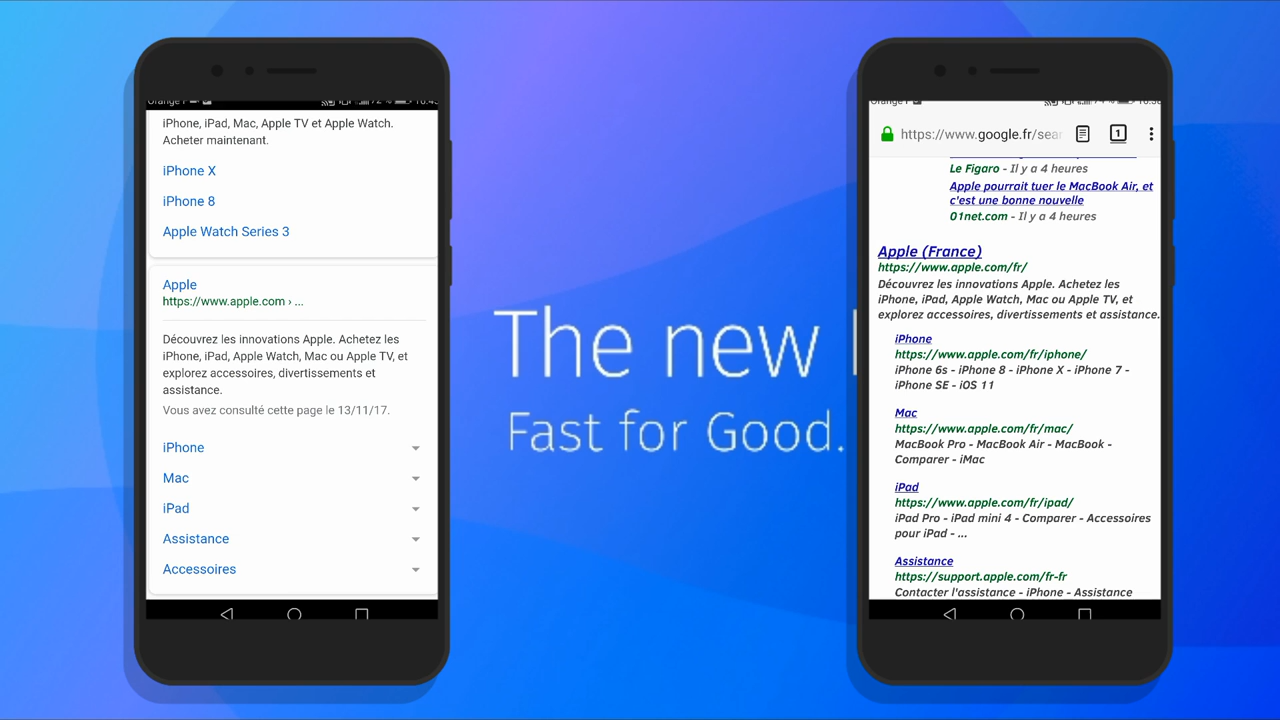 iPhone, iPad, Mac, Apple TV et Apple Watch.
Acheter maintenant.
iPhone X
iPhone 8
Apple Watch Series 3
Apple
https://www.apple.com › ...
Découvrez les innovations Apple. Achetez les
iPhone, iPad, Apple Watch, Mac ou Apple TV, et
explorez accessoires, divertissements et
assistance.
Vous avez consulté cette page le 13/11/17.
iPhone
Mac
iPad
Assistance
Accessoires
The new
Fast for Good.
https://www.google.fr/sear
1
Le Figaro - Il y a 4 heures
Apple pourrait tuer le MacBook Air, et
c'est une bonne nouvelle
01net.com - Il y a 4 heures
Apple (France)
https://www.apple.com/fr/
Découvrez les innovations Apple. Achetez les
iPhone, iPad, Apple Watch, Mac ou Apple TV, et
explorez accessoires, divertissements et assistance.
iPhone
https://www.apple.com/fr/iphone/
iPhone 6s - iPhone 8 - iPhone X - iPhone 7 -
iPhone SE - iOS 11
Mac
https://www.apple.com/fr/mac/
MacBook Pro - MacBook Air - MacBook -
Comparer - iMac
iPad
https://www.apple.com/fr/ipad/
iPad Pro - iPad mini 4 - Comparer - Accessoires
pour iPad - ...
Assistance
https://support.apple.com/fr-fr
Contacter l'assistance - iPhone - Assistance